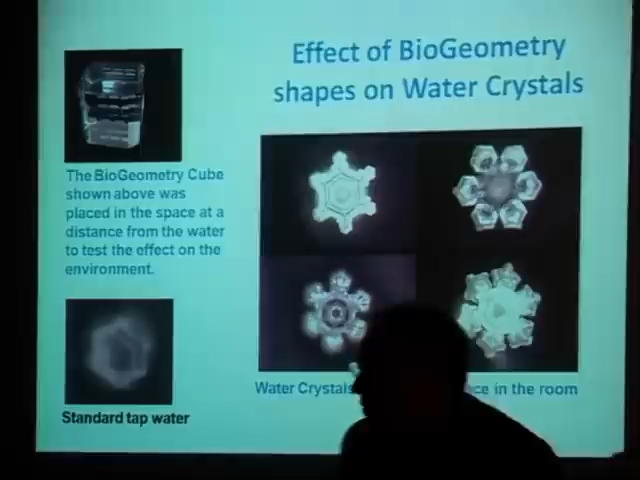 Effect of BioGeometry
shapes on Water Crystals
The BioGeometry Cube
shown above was
placed in the space at a
distance from the water
to test the effect on the
environment.
Standard tap water
Water Crystals
ce in the room